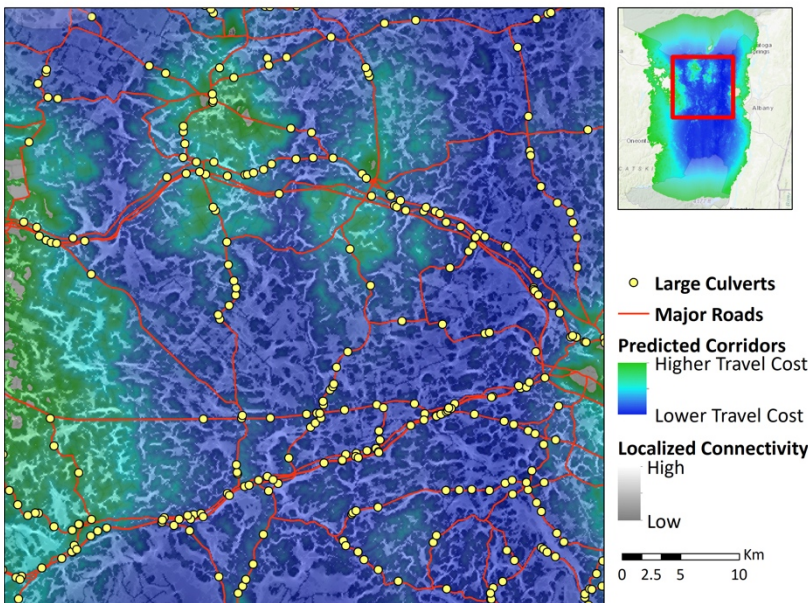 Albany
Large Culverts
Major Roads
Predicted Corridors
Higher Travel Cost
Lower Travel Cost
Localized Connectivity
High
Low
Km
0 2.5 5 10